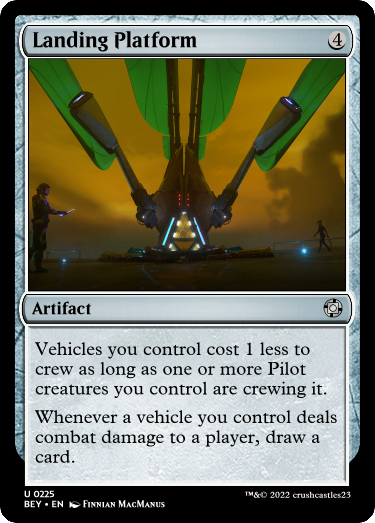 Landing Platform 4
Artifact
Vehicles you control cost 1 less to
crew as long as one or more Pilot
creatures you control are crewing it.
Whenever a vehicle you control deals
combat damage to a player, draw a
card.
U 0225
BEY • EN Finnian MacManus
™&© 2022 crushcastles23